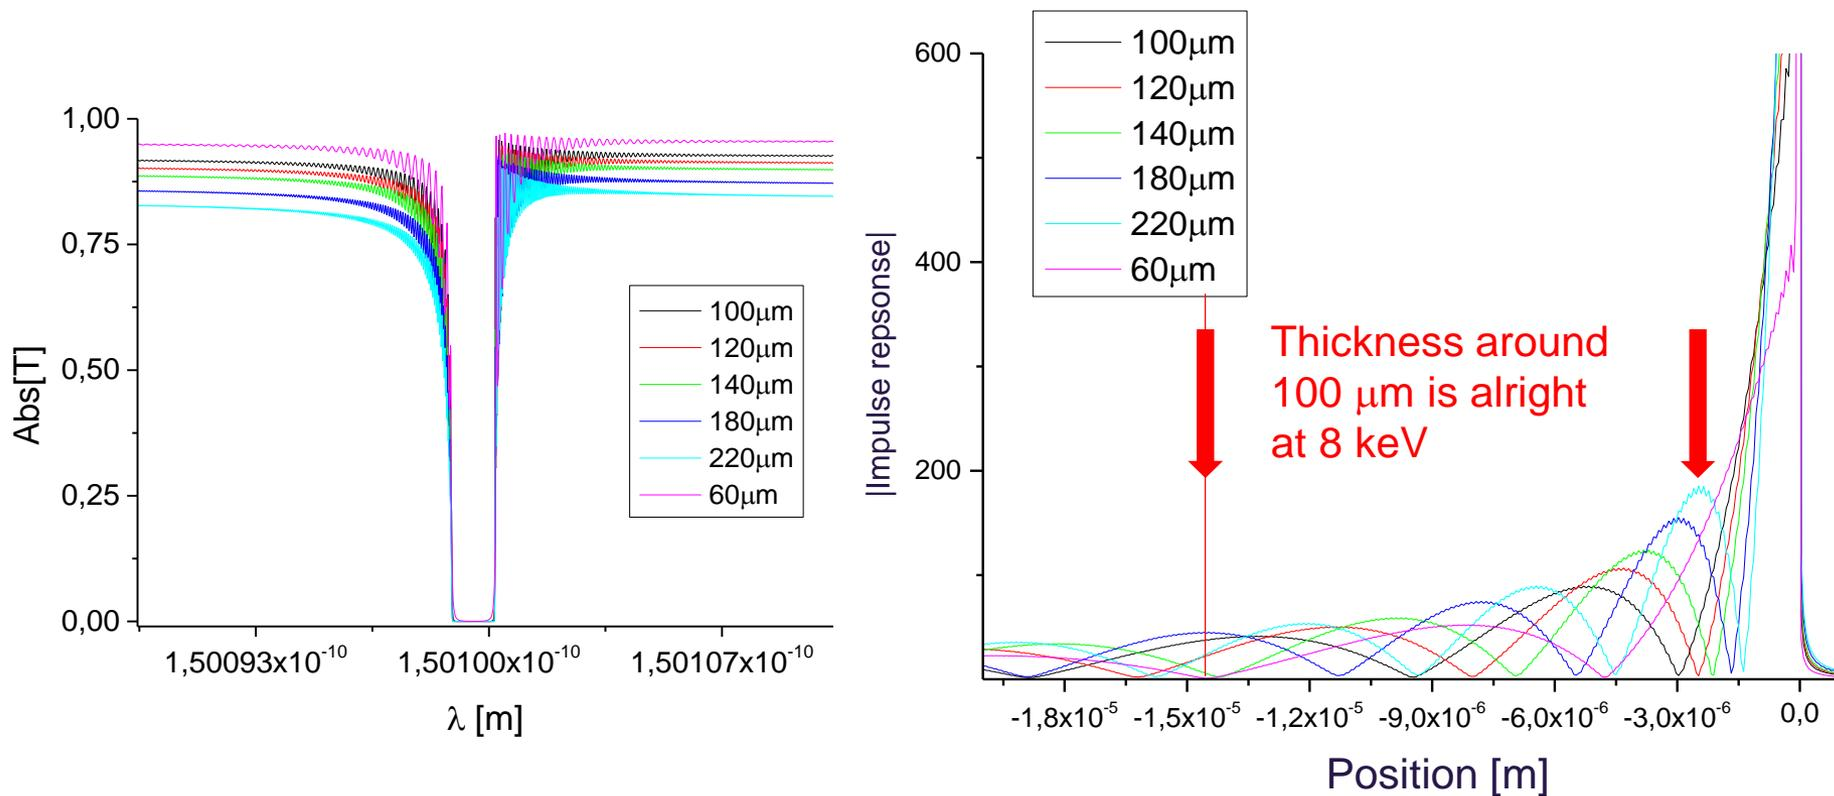 1,00
0,75
0,50
0,25
0,00
Abs[T]
1,50093x10⁻¹⁰
1,50100x10⁻¹⁰
1,50107x10⁻¹⁰
λ [m]
100μm
120μm
140μm
180μm
220μm
60μm
600
400
200
|Impulse repsonse|
100μm
120μm
140μm
180μm
220μm
60μm
Thickness around
100 μm is alright
at 8 keV
-1,8x10⁻⁵
-1,5x10⁻⁵
-1,2x10⁻⁵
-9,0x10⁻⁶
-6,0x10⁻⁶
-3,0x10⁻⁶
0,0
Position [m]